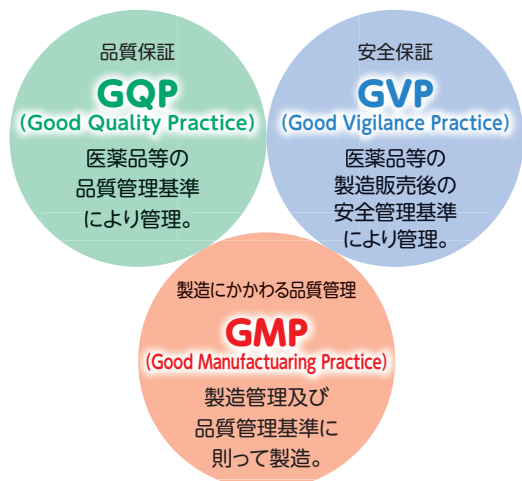 品質保証
GQP
(Good Quality Practice)
医薬品等の
品質管理基準
により管理。
安全保証
GVP
(Good Vigilance Practice)
医薬品等の
製造販売後の
安全管理基準
により管理。
製造にかかわる品質管理
GMP
(Good Manufactuaring Practice)
製造管理及び
品質管理基準に
則って製造。